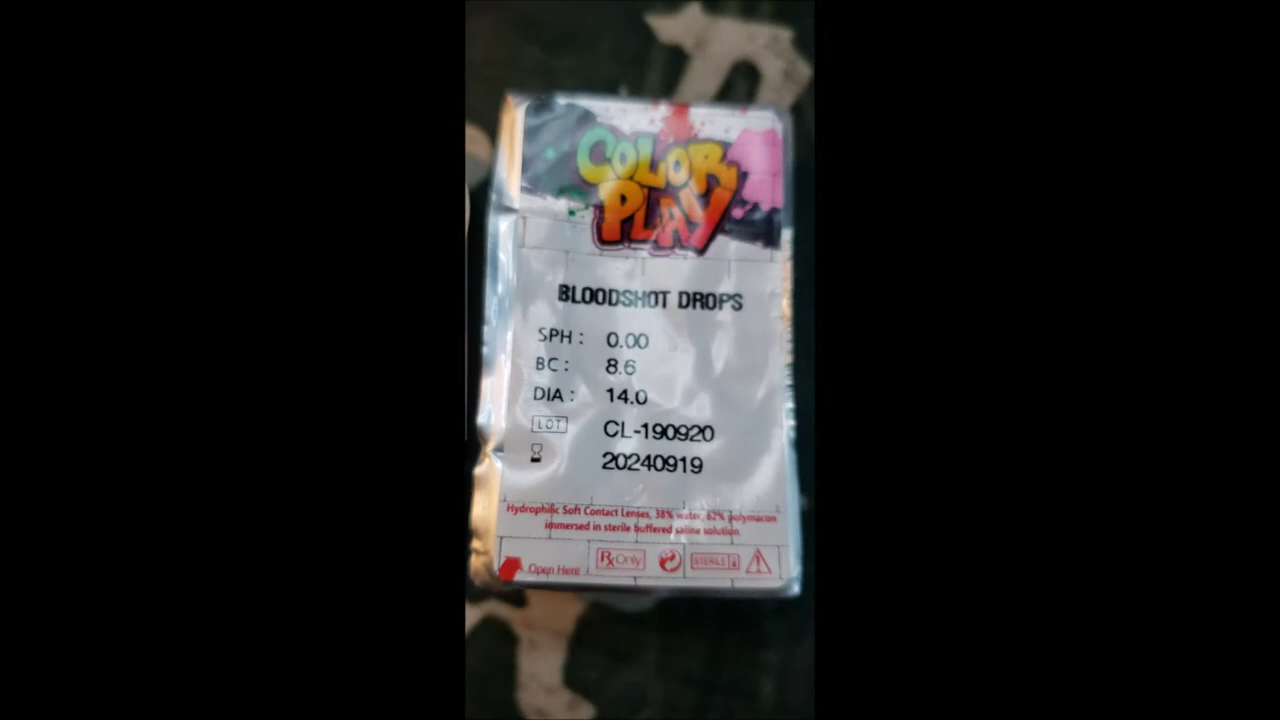 COLOR
PLAY
BLOODSHOT DROPS
SPH : 0.00
BC : 8.6
DIA : 14.0
LOT CL-190920
20240919
Hydrophilic Soft Contact Lenses, 38% water, 62% polymacon
immersed in sterile buffered saline solution
Open Here Rx Only STERILE